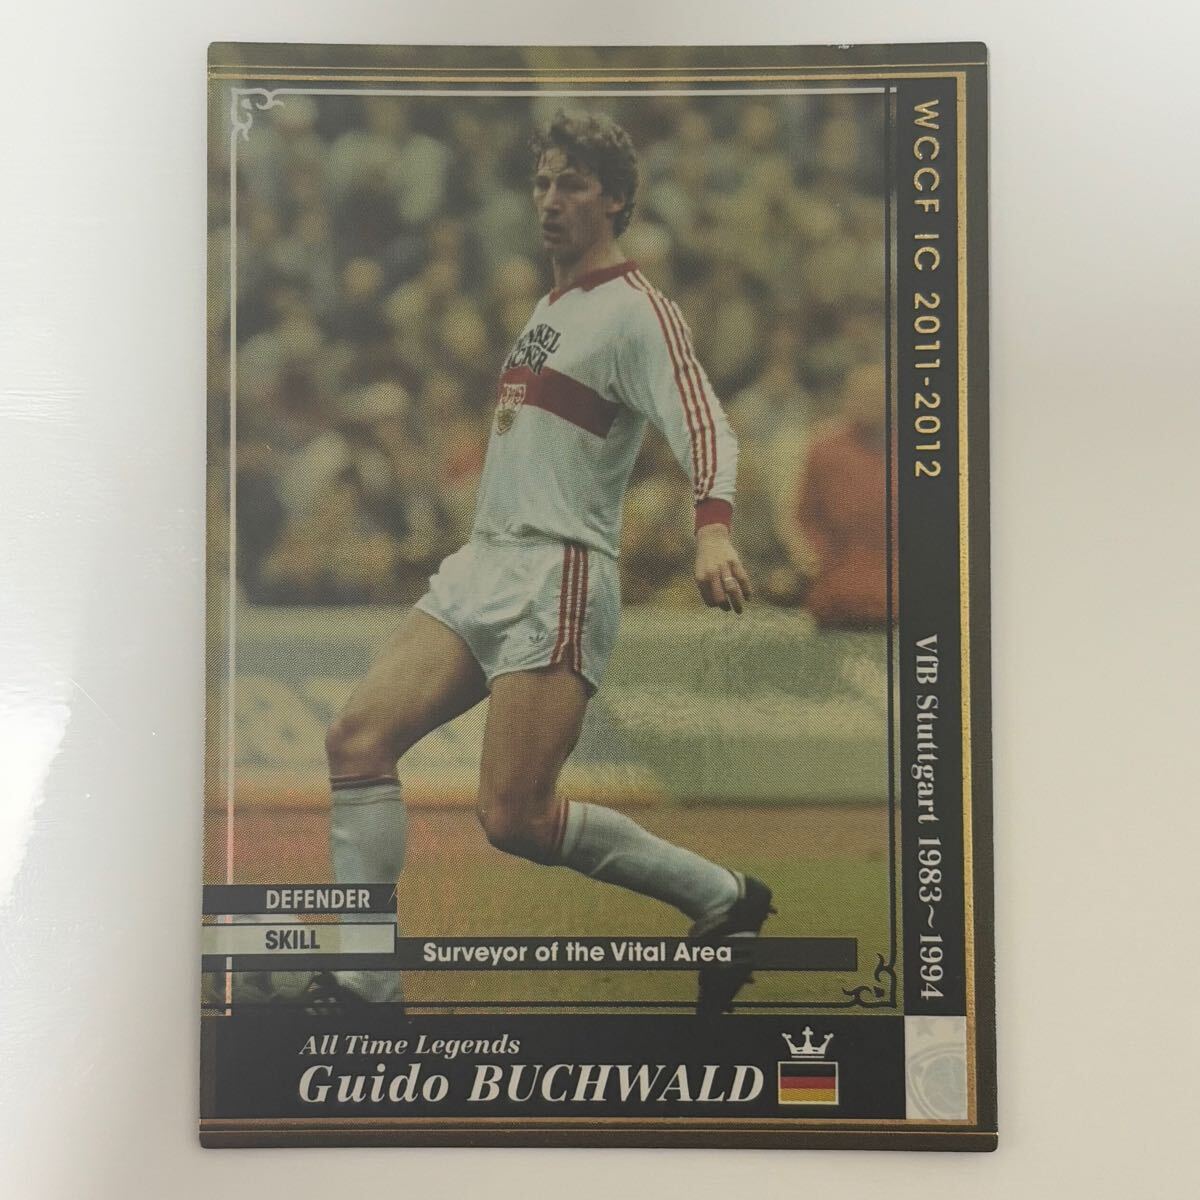 WCCF IC 2011-2012
VfB Stuttgart 1983~1994
DEFENDER
SKILL
Surveyor of the Vital Area
All Time Legends
Guido BUCHWALD